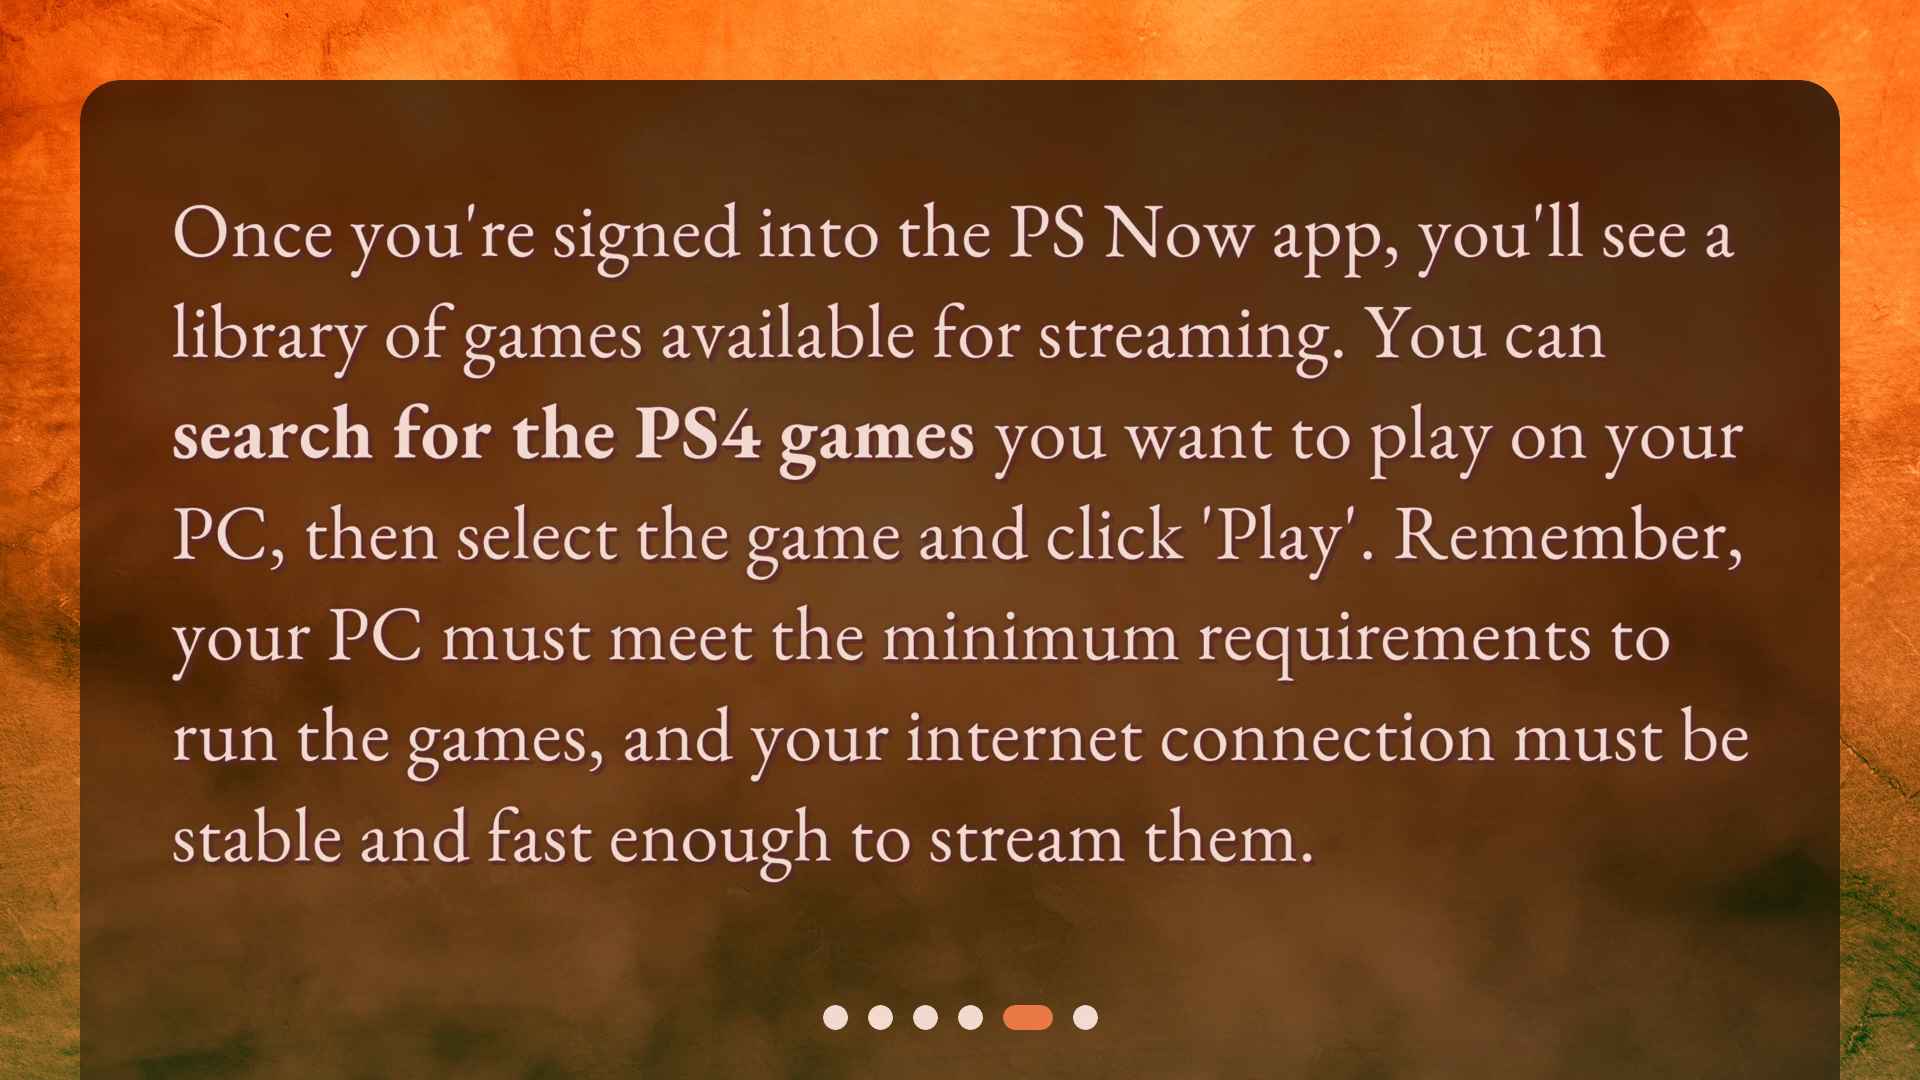 Once you're signed into the PS Now app, you'll see a
library of games available for streaming. You can
search for the PS4 games you want to play on your
PC, then select the game and click 'Play'. Remember,
your PC must meet the minimum requirements to
run the games, and your internet connection must be
stable and fast enough to stream them.